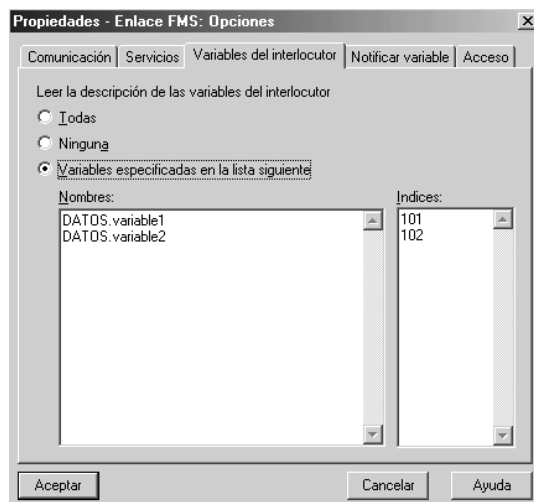 Propiedades - Enlace FMS: Opciones
Comunicación Servicios Variables del interlocutor Notificar variable Acceso
Leer la descripción de las variables del interlocutor
Todas
Ninguna
Variables especificadas en la lista siguiente
Nombres: Indices:
DATOS.variable1 101
DATOS.variable2 102
Aceptar Cancelar Ayuda